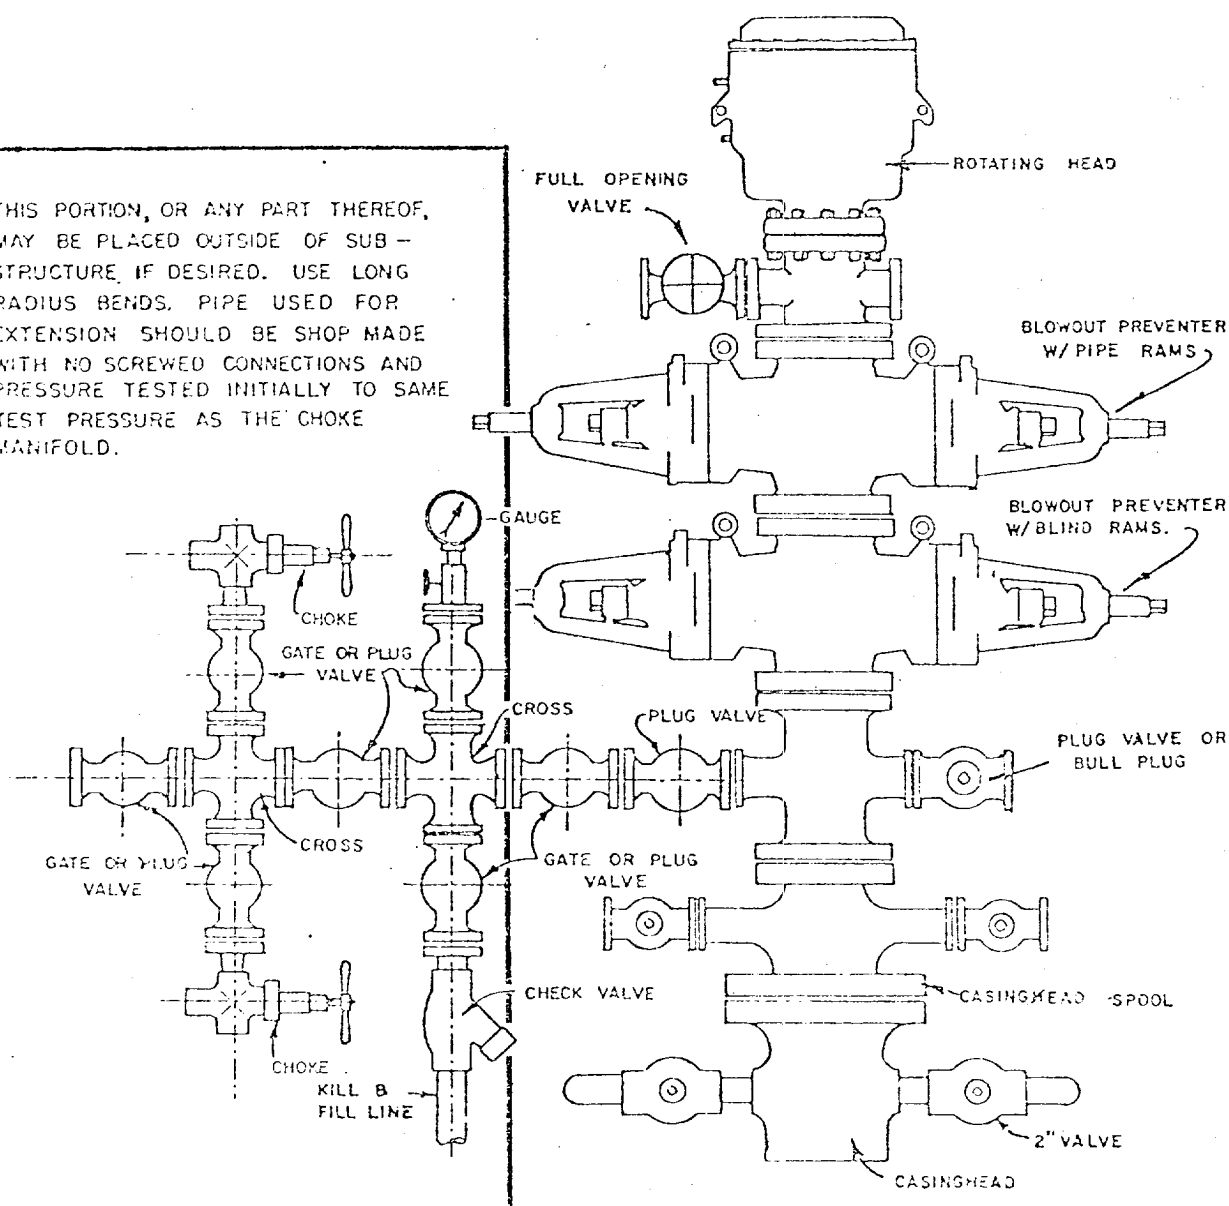 THIS PORTION, OR ANY PART THEREOF,
MAY BE PLACED OUTSIDE OF SUB-
STRUCTURE IF DESIRED. USE LONG
RADIUS BENDS. PIPE USED FOR
EXTENSION SHOULD BE SHOP MADE
WITH NO SCREWED CONNECTIONS AND
PRESSURE TESTED INITIALLY TO SAME
TEST PRESSURE AS THE CHOKE
MANIFOLD.
ROTATING HEAD
FULL OPENING
VALVE
BLOWOUT PREVENTER
W/PIPE RAMS
BLOWOUT PREVENTER
W/BLIND RAMS.
GAUGE
CHOKE
GATE OR PLUG
VALVE
CROSS
PLUG VALVE
PLUG VALVE OR
BULL PLUG
CROSS
GATE OR PLUG
VALVE
GATE OR PLUG
VALVE
CHECK VALVE
CASINGHEAD SPOOL
CHOKE
KILL &
FILL LINE
2" VALVE
CASINGHEAD